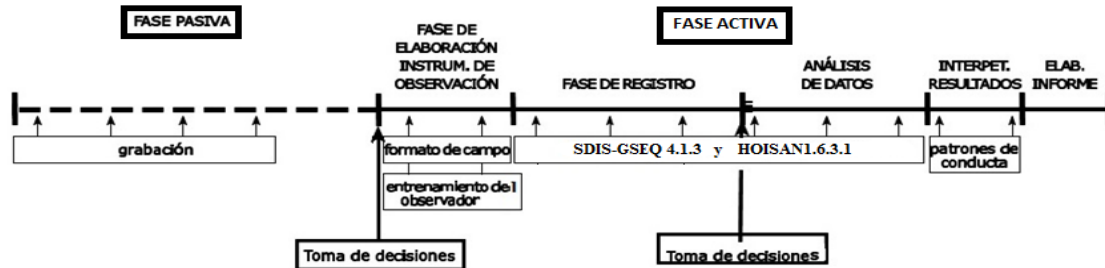 FASE PASIVA
FASE ACTIVA
FASE DE
ELABORACIÓN
INSTRUM. DE
OBSERVACIÓN
FASE DE REGISTRO
ANÁLISIS
DE DATOS
INTERPET.
RESULTADOS
ELAB.
INFORME
grabación
formato de campo
entrenamiento del
observador
SDIS-GSEQ 4.1.3 y HOISAN1.6.3.1
patrones de
conducta
Toma de decisiones
Toma de decisiones